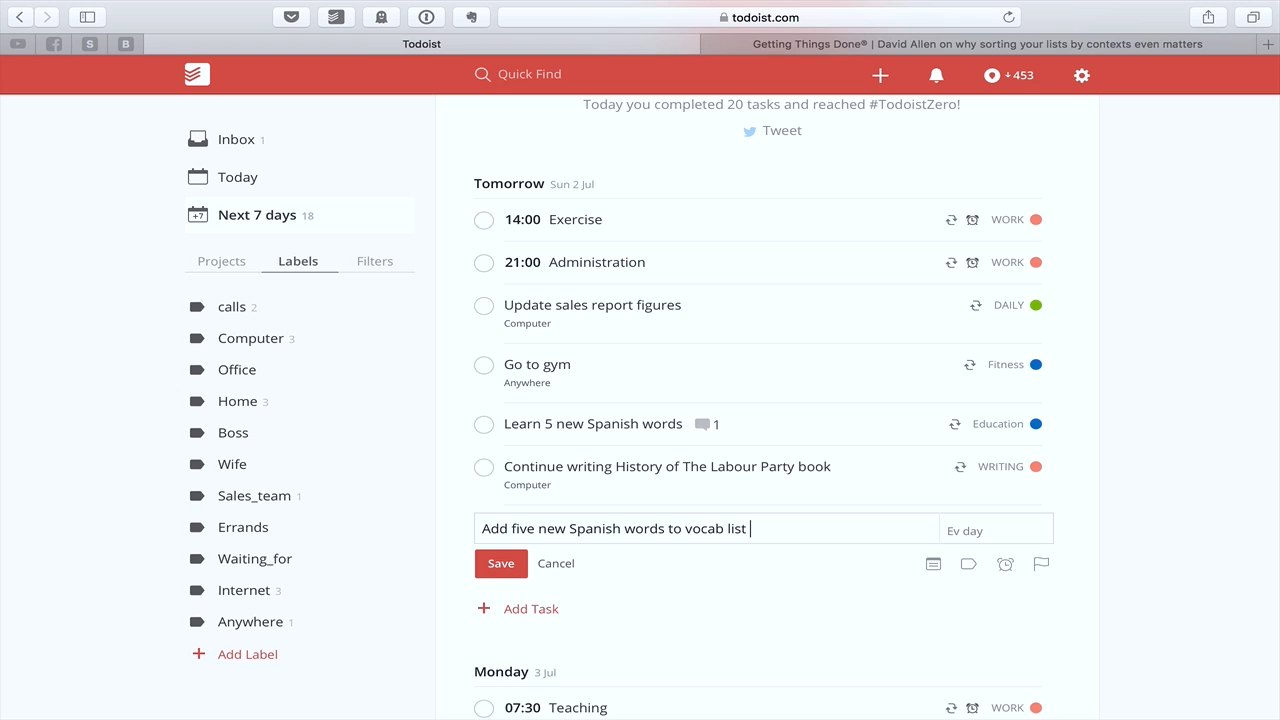 todoist.com
S
B
Todoist
Getting Things Done® | David Allen on why sorting your lists by contexts even matters
Quick Find
453
Today you completed 20 tasks and reached #TodoistZero!
Tweet
Inbox 1
Today
+7 Next 7 days 18
Projects Labels Filters
calls 2
Computer 3
Office
Home 3
Boss
Wife
Sales_team 1
Errands
Waiting_for
Internet 3
Anywhere 1
+ Add Label
Tomorrow Sun 2 Jul
14:00 Exercise WORK
21:00 Administration WORK
Update sales report figures DAILY
Computer
Go to gym Fitness
Anywhere
Learn 5 new Spanish words 1 Education
Continue writing History of The Labour Party book WRITING
Computer
Add five new Spanish words to vocab list Ev day
Save Cancel
+ Add Task
Monday 3 Jul
07:30 Teaching WORK